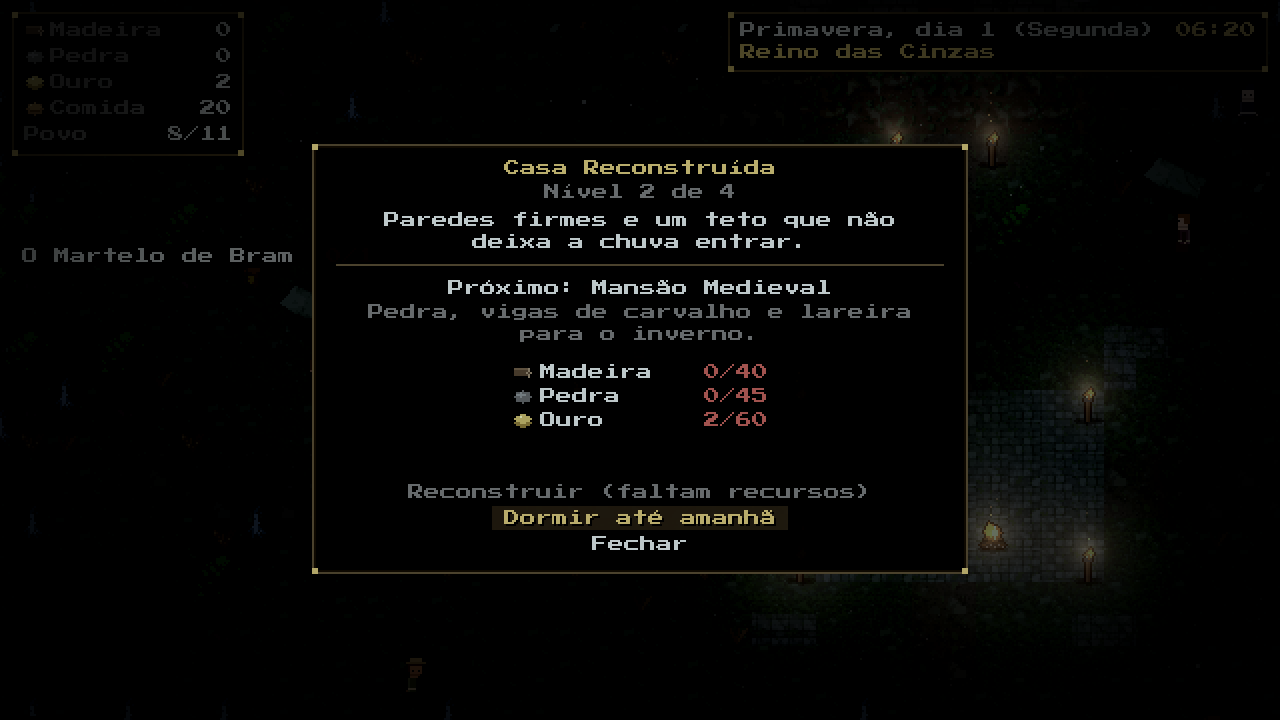 Madeira 0
Pedra 0
Ouro 2
Comida 20
Povo 8/11
Primavera, dia 1 (Segunda) 06:20
Reino das Cinzas
O Martelo de Bram
Casa Reconstruída
Nível 2 de 4
Paredes firmes e um teto que não
deixa a chuva entrar.
Próximo: Mansão Medieval
Pedra, vigas de carvalho e lareira
para o inverno.
Madeira 0/40
Pedra 0/45
Ouro 2/60
Reconstruir (faltam recursos)
Dormir até amanhã
Fechar